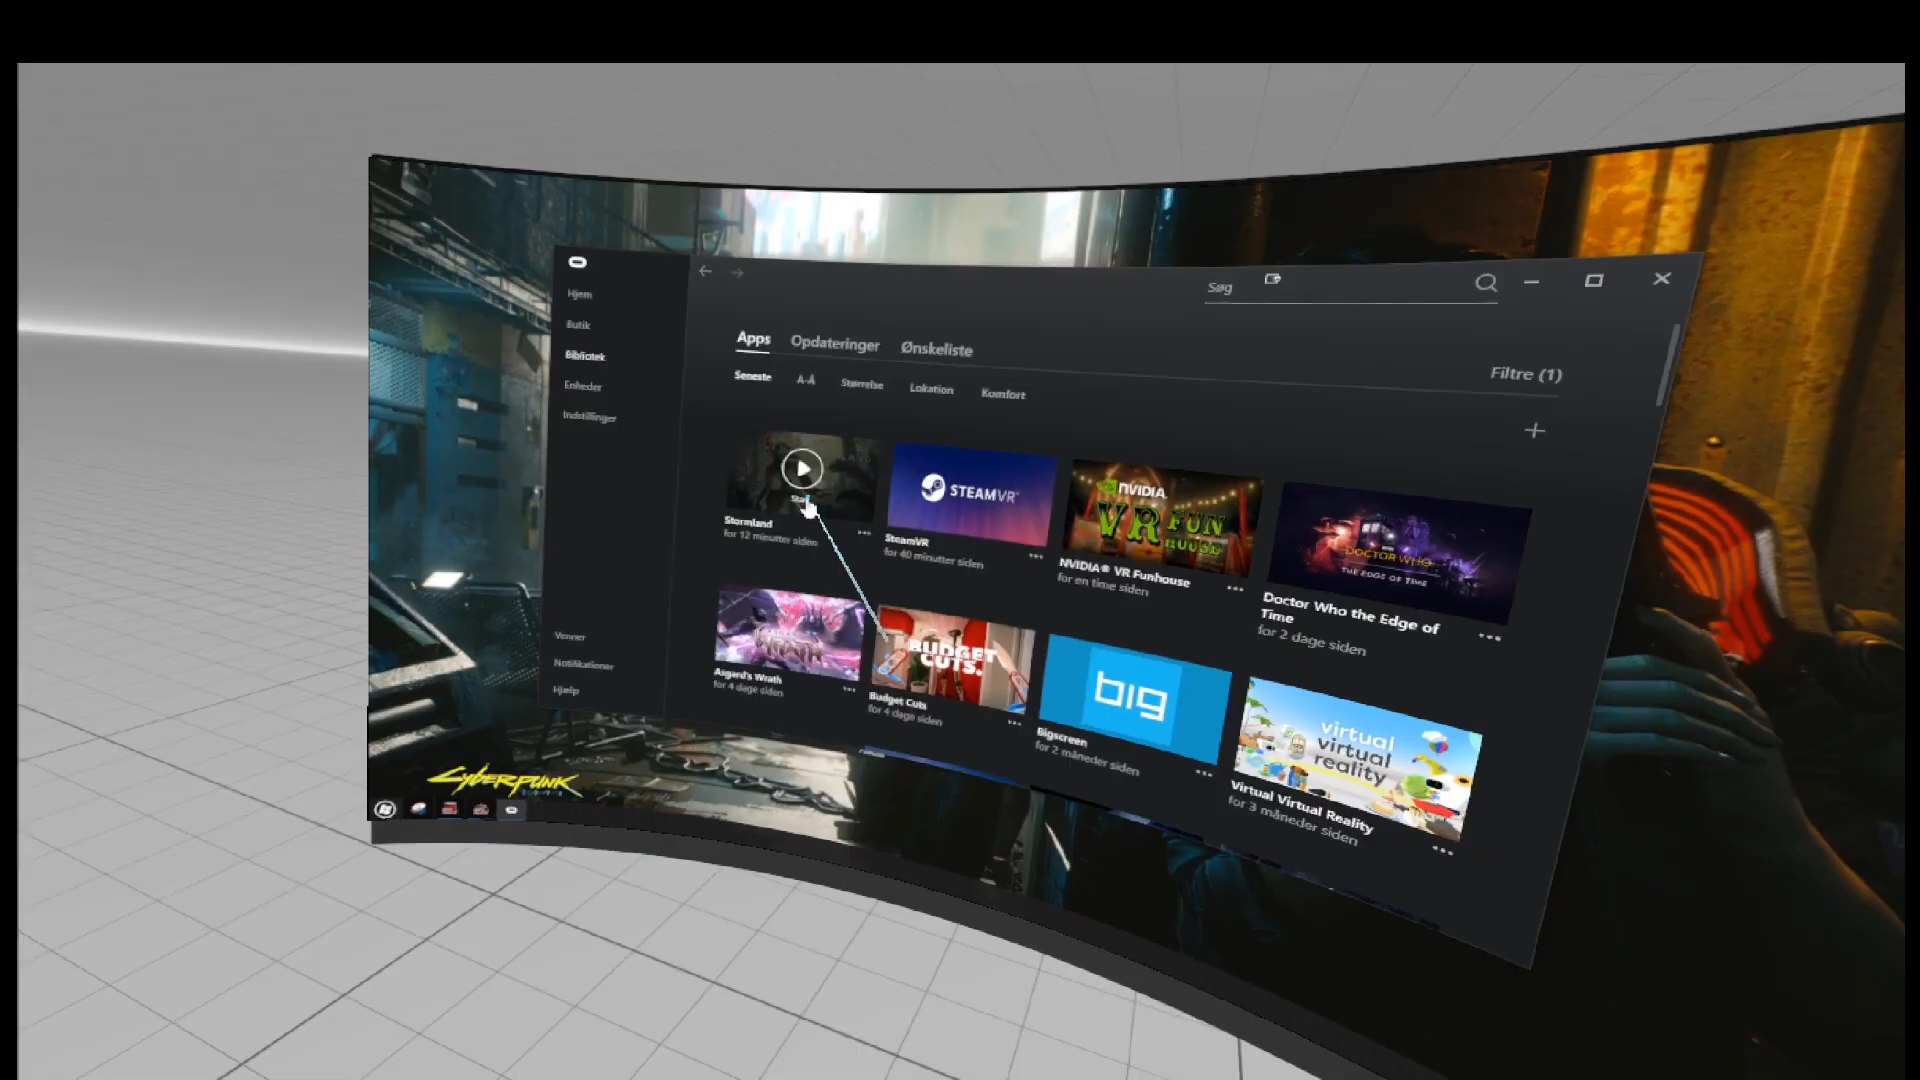 Søg
Hjem
Butik
Bibliotek
Enheder
Indstillinger
Apps Opdateringer Ønskeliste
Filtre (1)
Seneste A-Å Størrelse Lokation Komfort
STEAMVR
NVIDIA
VR FUN
HOUSE
DOCTOR WHO
THE EDGE OF TIME
Stormland
for 12 minutter siden
SteamVR
for 40 minutter siden
NVIDIA® VR Funhouse
for en time siden
Doctor Who the Edge of
Time
for 2 dage siden
BUDGET
CUTS.
big
virtual
virtual
reality
Asgard's Wrath
for 4 dage siden
Budget Cuts
for 4 dage siden
Bigscreen
for 2 måneder siden
Virtual Virtual Reality
for 3 måneder siden
Venner
Notifikationer
Hjælp
CYBERPUNK